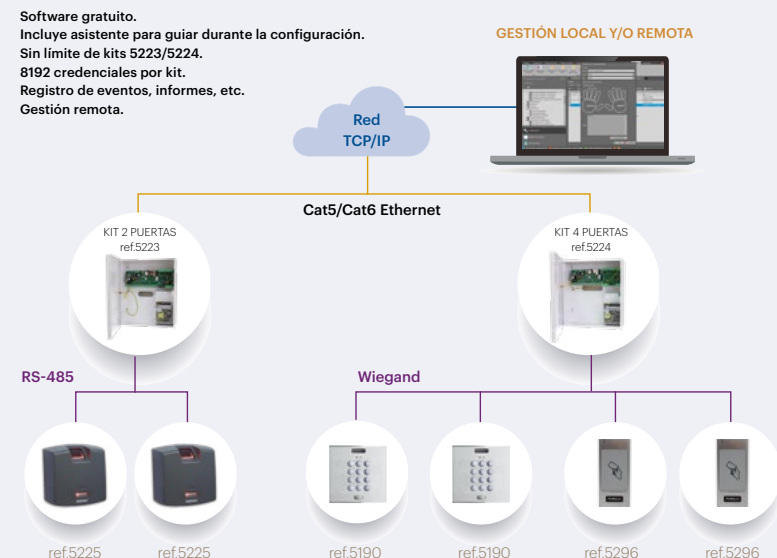 Software gratuito.
Incluye asistente para guiar durante la configuración.
Sin límite de kits 5223/5224.
8192 credenciales por kit.
Registro de eventos, informes, etc.
Gestión remota.
GESTIÓN LOCAL Y/O REMOTA
Red
TCP/IP
Cat5/Cat6 Ethernet
KIT 2 PUERTAS
ref.5223
KIT 4 PUERTAS
ref.5224
RS-485
Wiegand
ref.5225
ref.5225
ref.5190
ref.5190
ref.5296
ref.5296